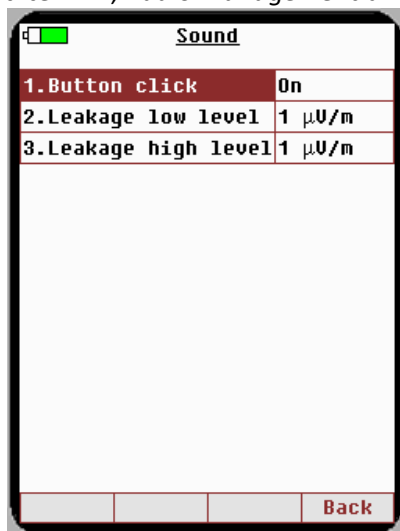 Sound
1.Button click On
2.Leakage low level 1 μV/m
3.Leakage high level 1 μV/m
Back